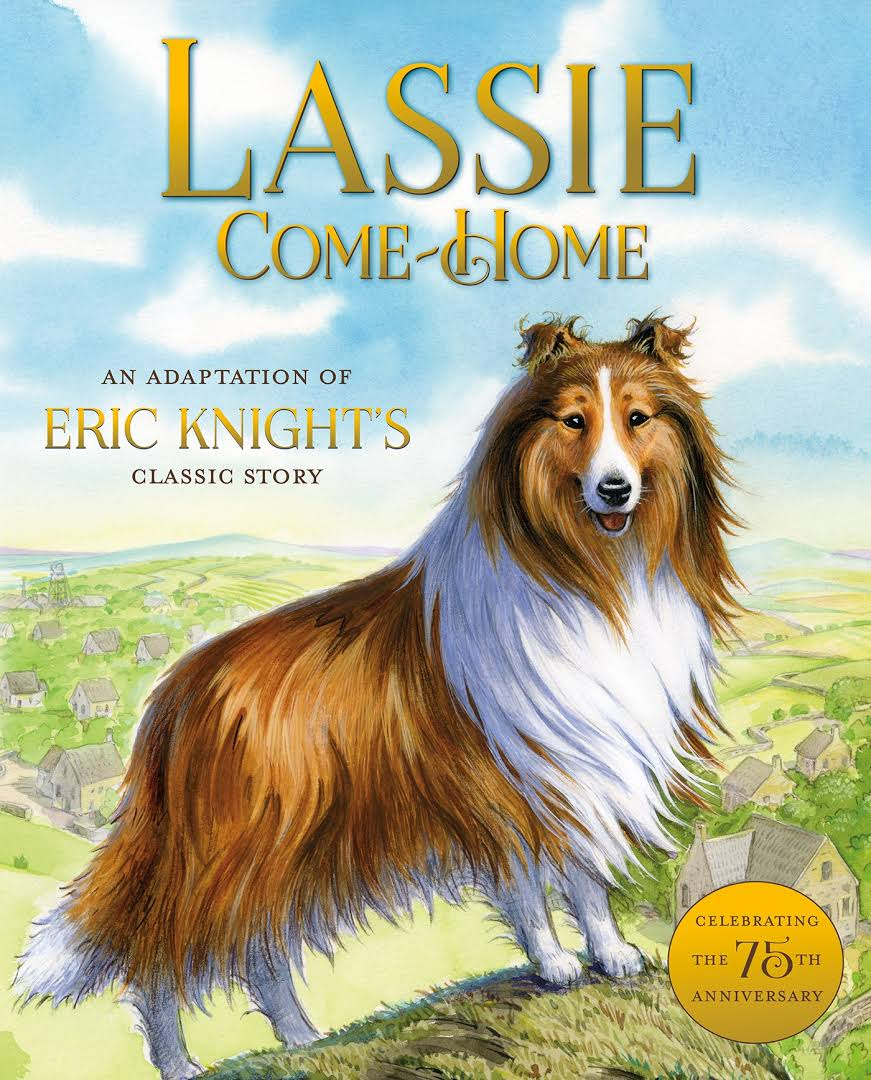 LASSIE
COME-HOME
AN ADAPTATION OF
ERIC KNIGHT'S
CLASSIC STORY
CELEBRATING
THE 75TH
ANNIVERSARY